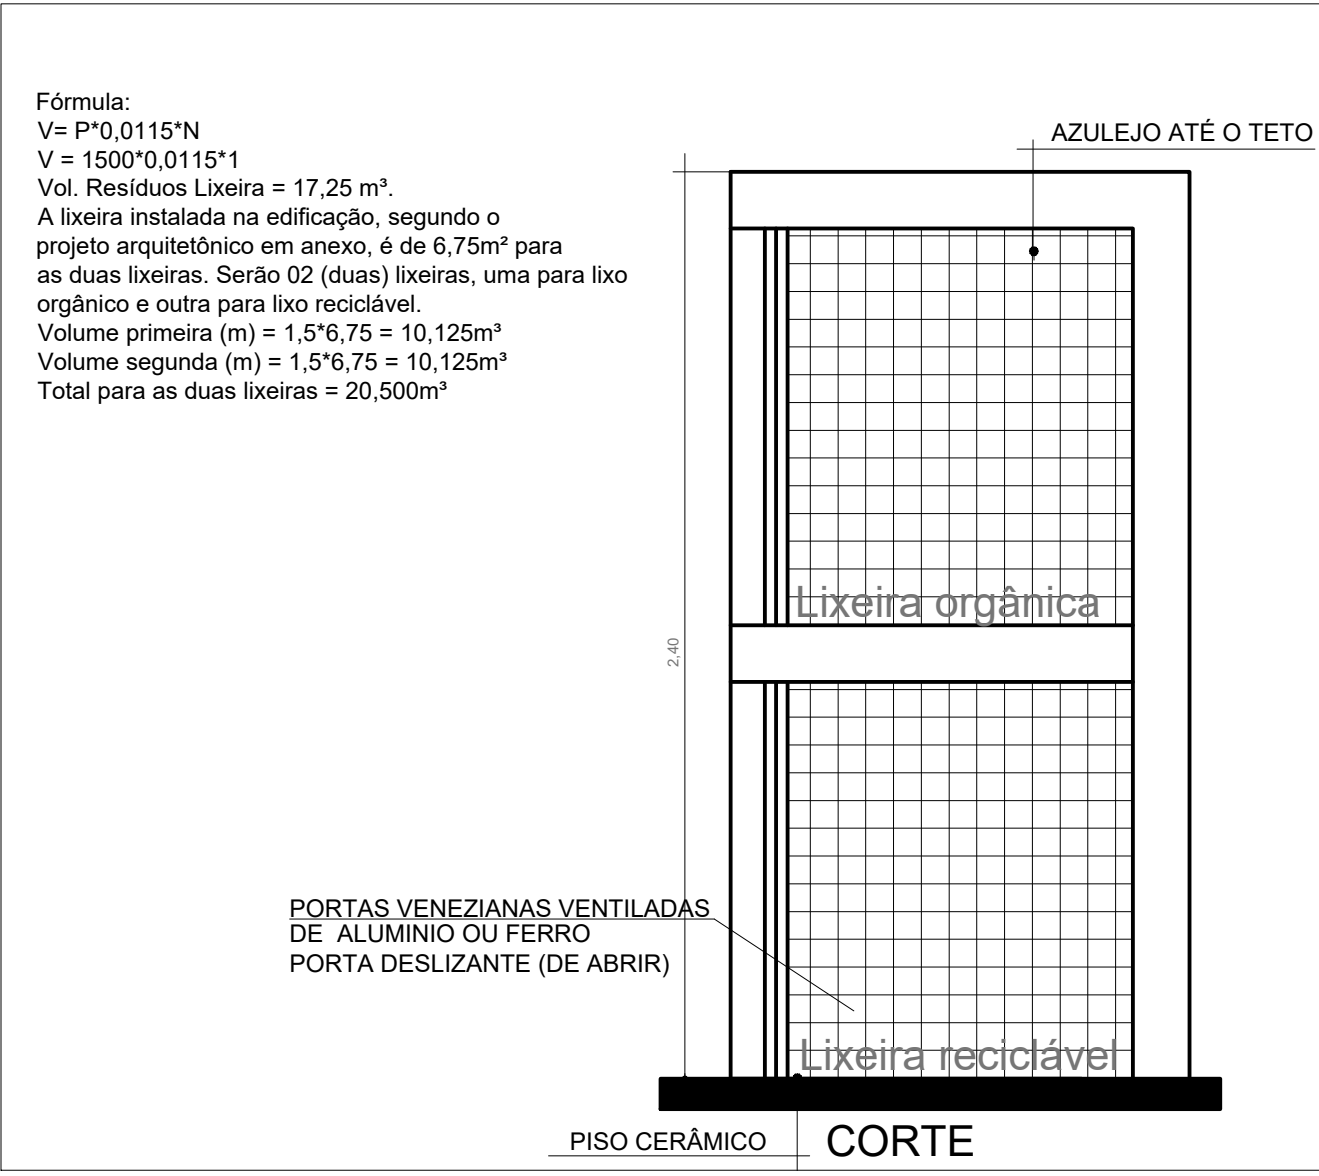 Fórmula:
V= P*0,0115*N
V = 1500*0,0115*1
Vol. Resíduos Lixeira = 17,25 m³.
A lixeira instalada na edificação, segundo o
projeto arquitetônico em anexo, é de 6,75m² para
as duas lixeiras. Serão 02 (duas) lixeiras, uma para lixo
orgânico e outra para lixo reciclável.
Volume primeira (m) = 1,5*6,75 = 10,125m³
Volume segunda (m) = 1,5*6,75 = 10,125m³
Total para as duas lixeiras = 20,500m³
AZULEJO ATÉ O TETO
Lixeira orgânica
2,40
PORTAS VENEZIANAS VENTILADAS
DE ALUMINIO OU FERRO
PORTA DESLIZANTE (DE ABRIR)
Lixeira reciclável
PISO CERÂMICO
CORTE